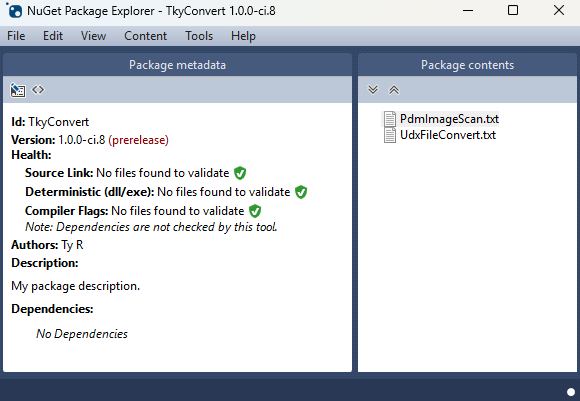 NuGet Package Explorer - TkyConvert 1.0.0-ci.8
File Edit View Content Tools Help
Package metadata
Id: TkyConvert
Version: 1.0.0-ci.8 (prerelease)
Health:
Source Link: No files found to validate
Deterministic (dll/exe): No files found to validate
Compiler Flags: No files found to validate
Note: Dependencies are not checked by this tool.
Authors: Ty R
Description:
My package description.
Dependencies:
No Dependencies
Package contents
PdmImageScan.txt
UdxFileConvert.txt